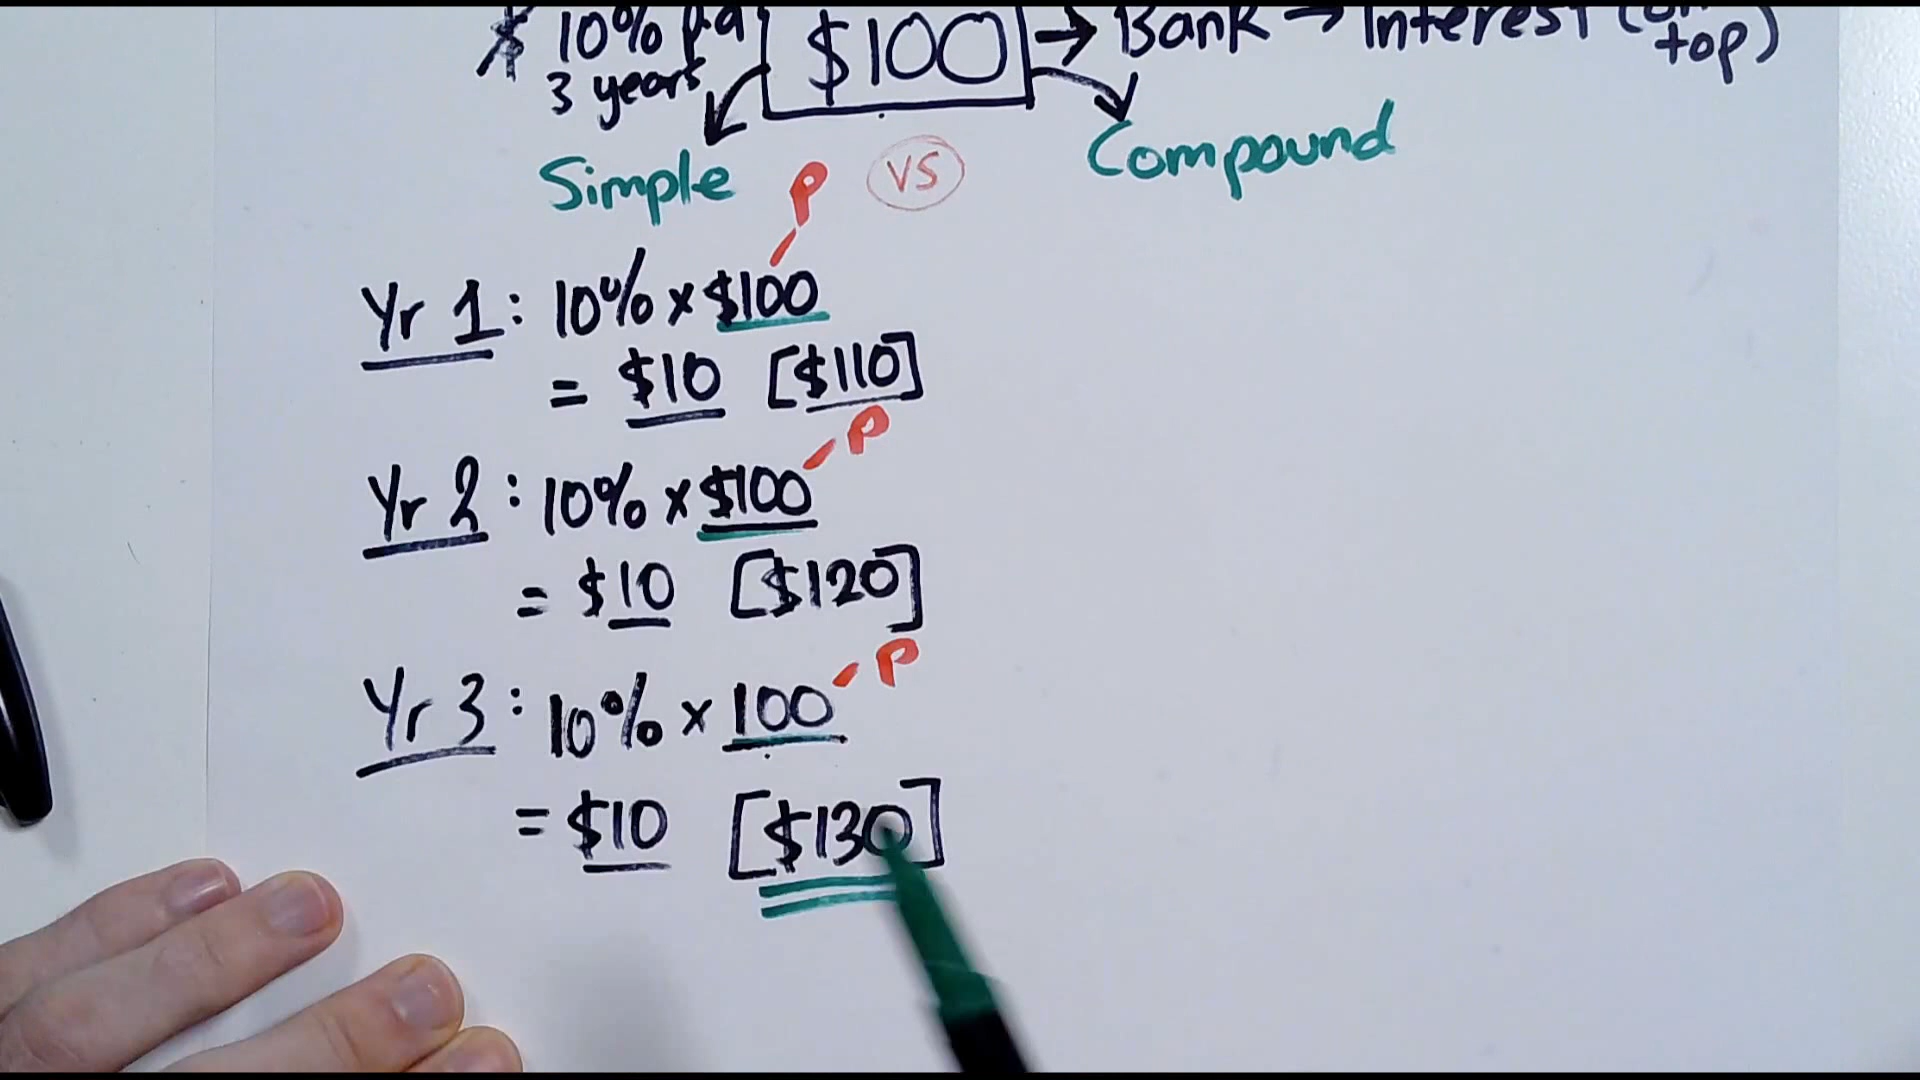 $ 10% p.a $100 → Bank → Interest (on top)
3 years
Simple VS Compound
P
Yr 1: 10% × $100
= $10 [$110]
P
Yr 2: 10% × $100
= $10 [$120]
P
Yr 3: 10% × 100
= $10 [$130]